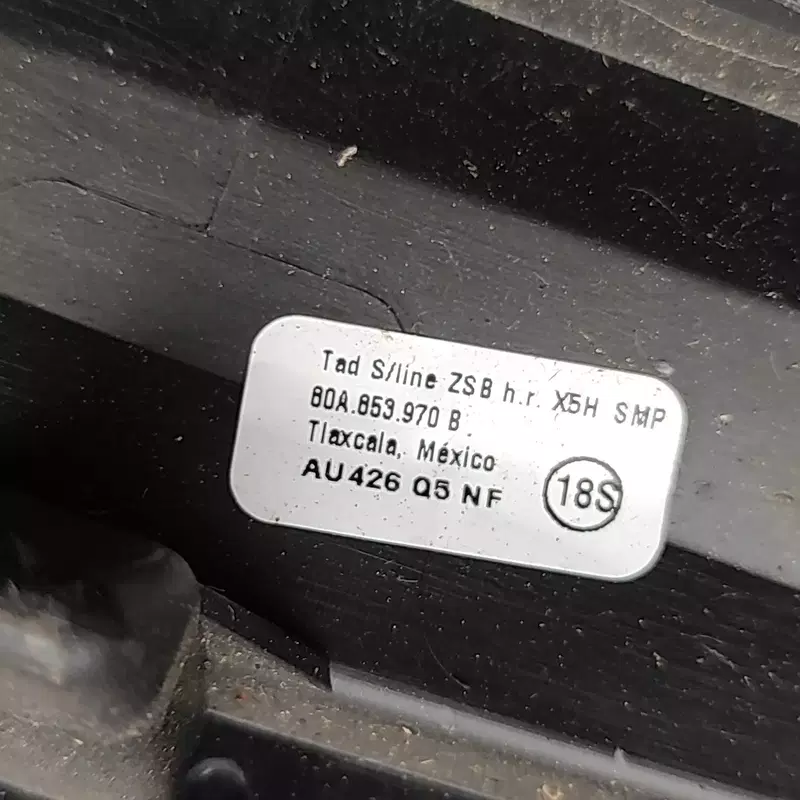 Tad S/line ZSB h.r. X5H SMP
80A.853.970 B
Tlaxcala, México
AU426 Q5 NF
18S